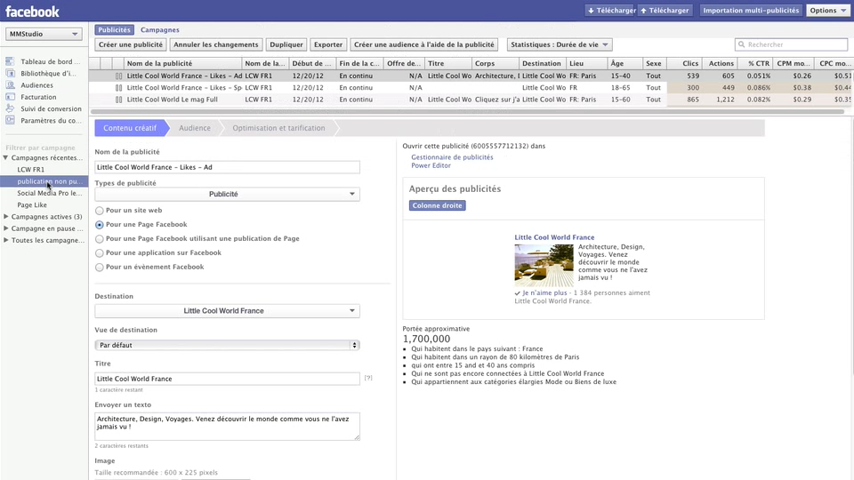 facebook
Télécharger
Télécharger
Importation multi-publicités
Options
MMStudio
Publicités
Campagnes
Créer une publicité
Annuler les changements
Dupliquer
Exporter
Créer une audience à l'aide de la publicité
Statistiques : Durée de vie
Rechercher
Nom de la publicité Nom de la... Début de ... Fin de la c... Offre de... Titre Corps Destination Lieu Âge Sexe Clics Actions % CTR CPM mo... CPC mo...
Little Cool World France - Likes - Ad LCW FR1 12/20/12 En continu N/A Little Coo Wo Architecture, Little Coo Wo FR: Paris 15-40 Tout 539 605 0.051% $0.26
Little Cool World France - Likes - Sp LCW FR1 12/20/12 En continu N/A Little Coo Wo FR 18-65 Tout 300 449 0.086% $0.38
Little Cool World Le mag Full LCW FR1 12/20/12 En continu N/A Little Coo Wo Cliquez sur j'a Little Coo Wo FR: Paris 15-60 Tout 865 1,212 0.082% $0.29
Tableau de bord ...
Bibliothèque d'i...
Audiences
Facturation
Suivi de conversion
Paramètres du co...
Filtrer par campagne
Campagnes récentes...
LCW FR1
publication non pu...
Social Media Pro le...
Page Like
Campagnes actives (3)
Campagne en pause ...
Toutes les campagne...
Contenu créatif
Audience
Optimisation et tarification
Nom de la publicité
Little Cool World France - Likes - Ad
Types de publicité
Publicité
Pour un site web
Pour une Page Facebook
Pour une Page Facebook utilisant une publication de Page
Pour une application sur Facebook
Pour un évènement Facebook
Destination
Little Cool World France
Vue de destination
Par défaut
Titre
Little Cool World France
[?]
1 caractère restant
Envoyer un texte
Architecture, Design, Voyages. Venez découvrir le monde comme vous ne l'avez
jamais vu !
2 caractères restants
Image
Taille recommandée : 600 x 225 pixels
Ouvrir cette publicité (6005557712132) dans
Gestionnaire de publicités
Power Editor
Aperçu des publicités
Colonne droite
Little Cool World France
Architecture, Design,
Voyages. Venez
découvrir le monde
comme vous ne l'avez
jamais vu !
Je n'aime plus · 1 384 personnes aiment
Little Cool World France.
Portée approximative
1,700,000
• Qui habitent dans le pays suivant : France
• Qui habitent dans un rayon de 80 kilomètres de Paris
• qui ont entre 15 and et 40 ans compris
• Qui ne sont pas encore connectées à Little Cool World France
• Qui appartiennent aux catégories élargies Mode ou Biens de luxe